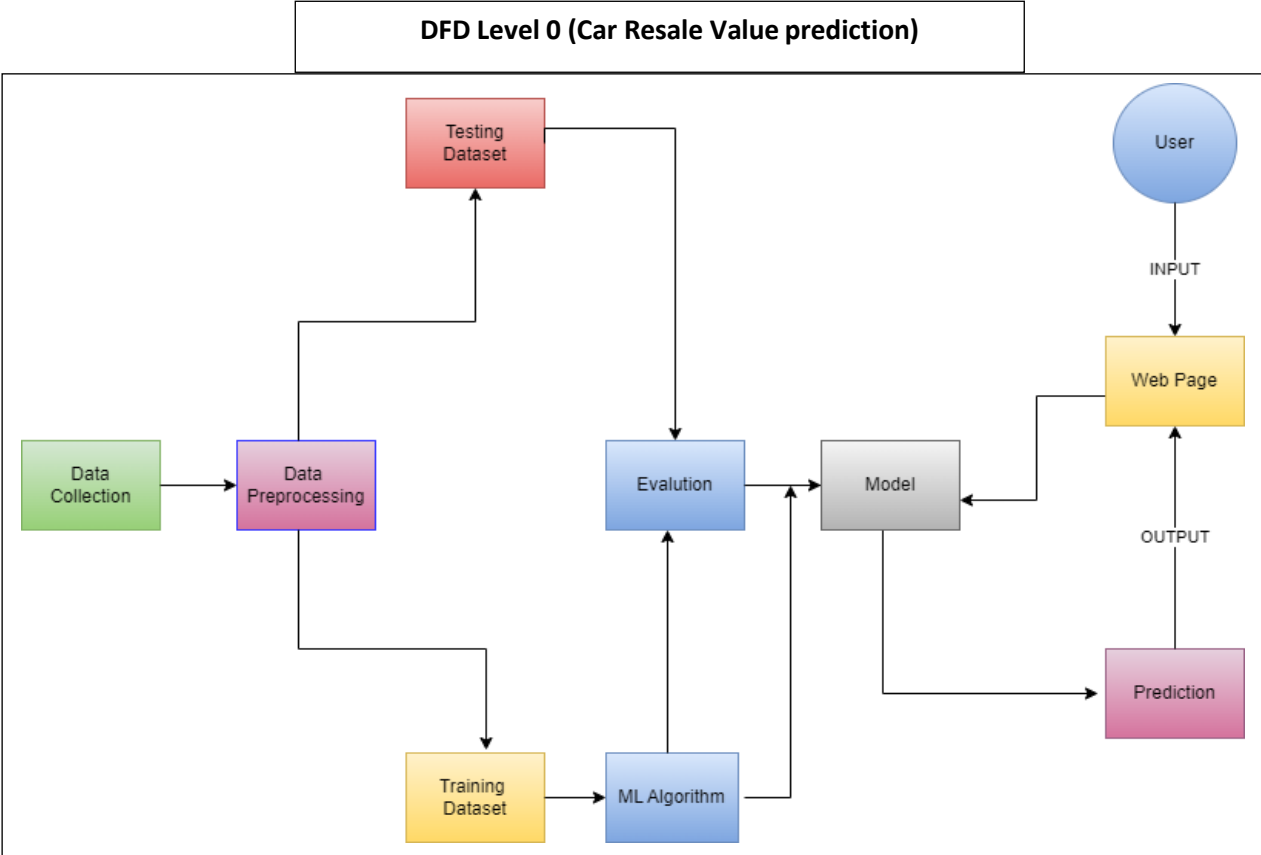 DFD Level 0 (Car Resale Value prediction)
Testing
Dataset
User
INPUT
Web Page
Data
Collection
Data
Preprocessing
Evalution
Model
OUTPUT
Prediction
Training
Dataset
ML Algorithm